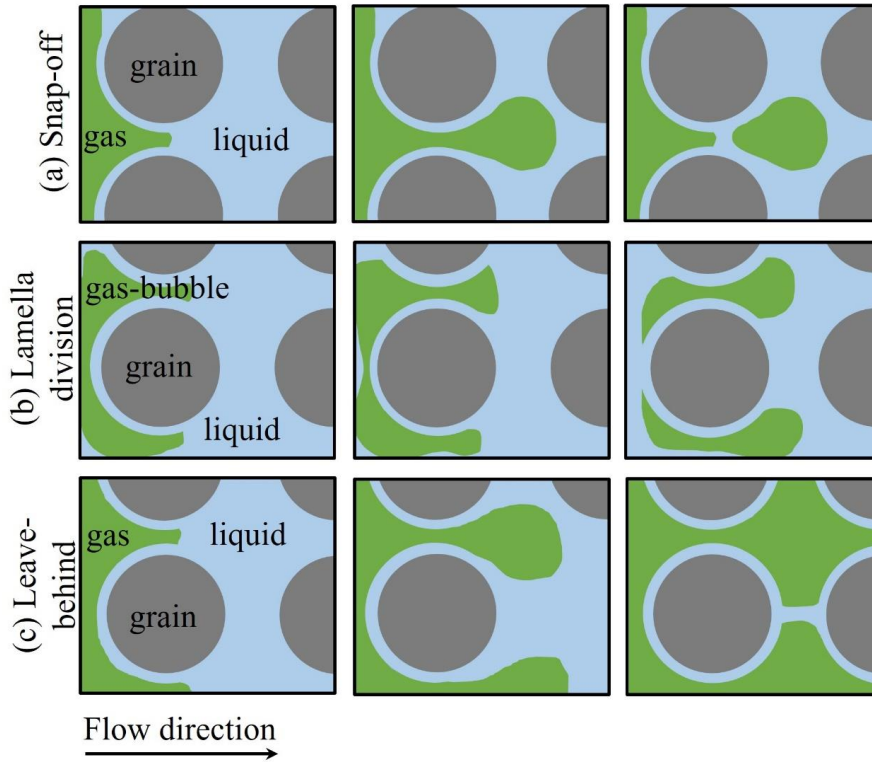 (a) Snap-off
grain
gas
liquid
(b) Lamella
division
gas-bubble
grain
liquid
(c) Leave-
behind
gas
liquid
grain
Flow direction